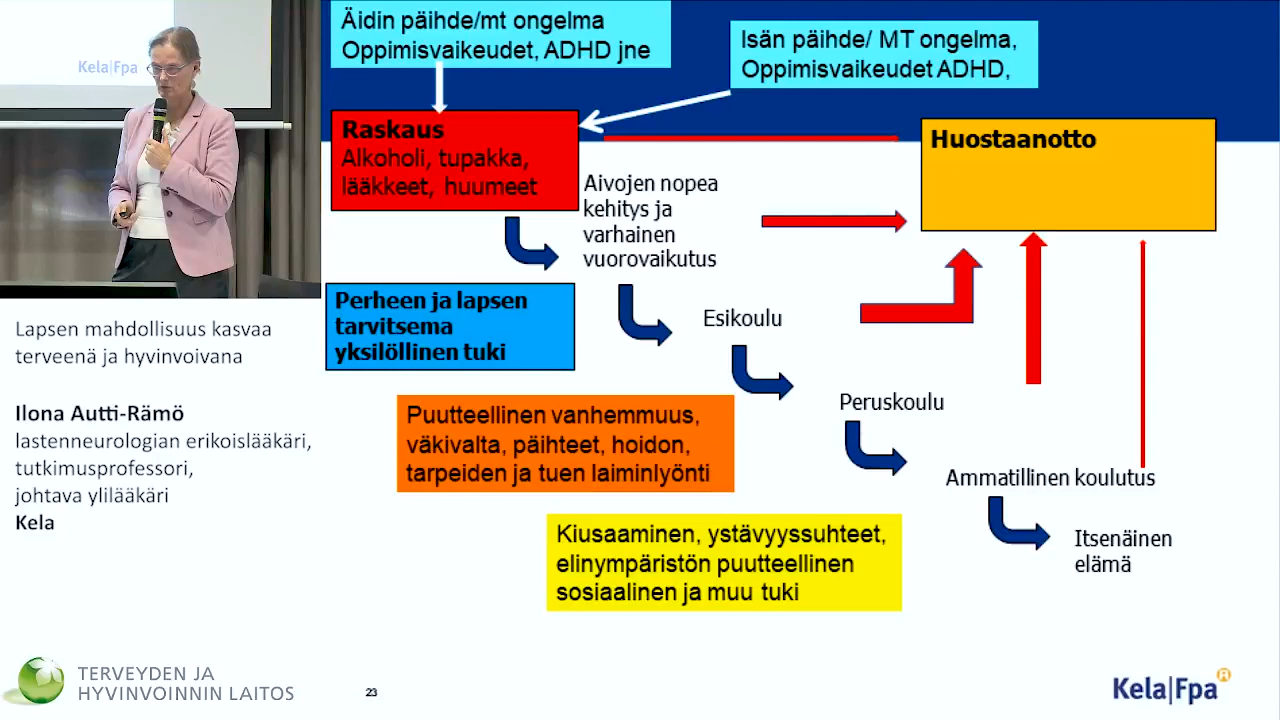 Kela|Fpa
Äidin päihde/mt ongelma
Oppimisvaikeudet, ADHD jne
Isän päihde/ MT ongelma,
Oppimisvaikeudet ADHD,
Raskaus
Alkoholi, tupakka,
lääkkeet, huumeet
Huostaanotto
Aivojen nopea
kehitys ja
varhainen
vuorovaikutus
Perheen ja lapsen
tarvitsema
yksilöllinen tuki
Esikoulu
Puutteellinen vanhemmuus,
väkivalta, päihteet, hoidon,
tarpeiden ja tuen laiminlyönti
Peruskoulu
Ammatillinen koulutus
Kiusaaminen, ystävyyssuhteet,
elinympäristön puutteellinen
sosiaalinen ja muu tuki
Itsenäinen
elämä
Lapsen mahdollisuus kasvaa
terveenä ja hyvinvoivana
Ilona Autti-Rämö
lastenneurologian erikoislääkäri,
tutkimusprofessori,
johtava ylilääkäri
Kela
TERVEYDEN JA
HYVINVOINNIN LAITOS
23
Kela|Fpa